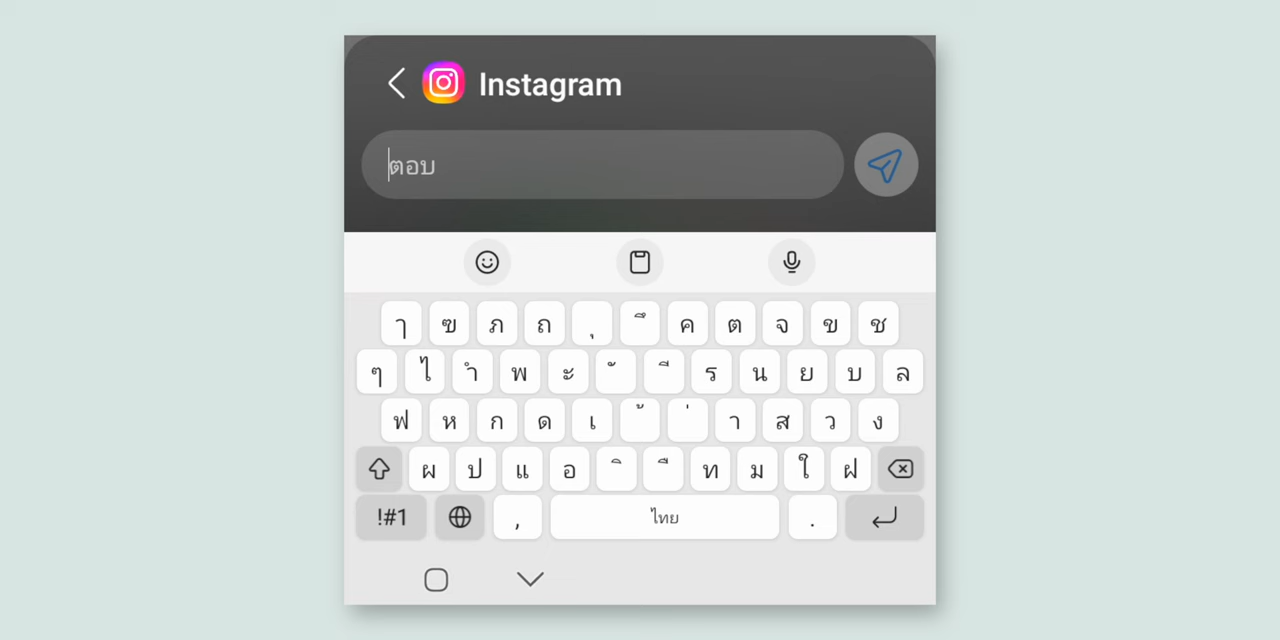 Instagram
ตอบ
ๅ ฃ ภ ถ ุ ึ ค ต จ ข ช
ๆ ไ ำ พ ะ ั ี ร น ย บ ล
ฟ ห ก ด เ ้ ่ า ส ว ง
ผ ป แ อ ิ ื ท ม ใ ฝ
!#1 , ไทย .